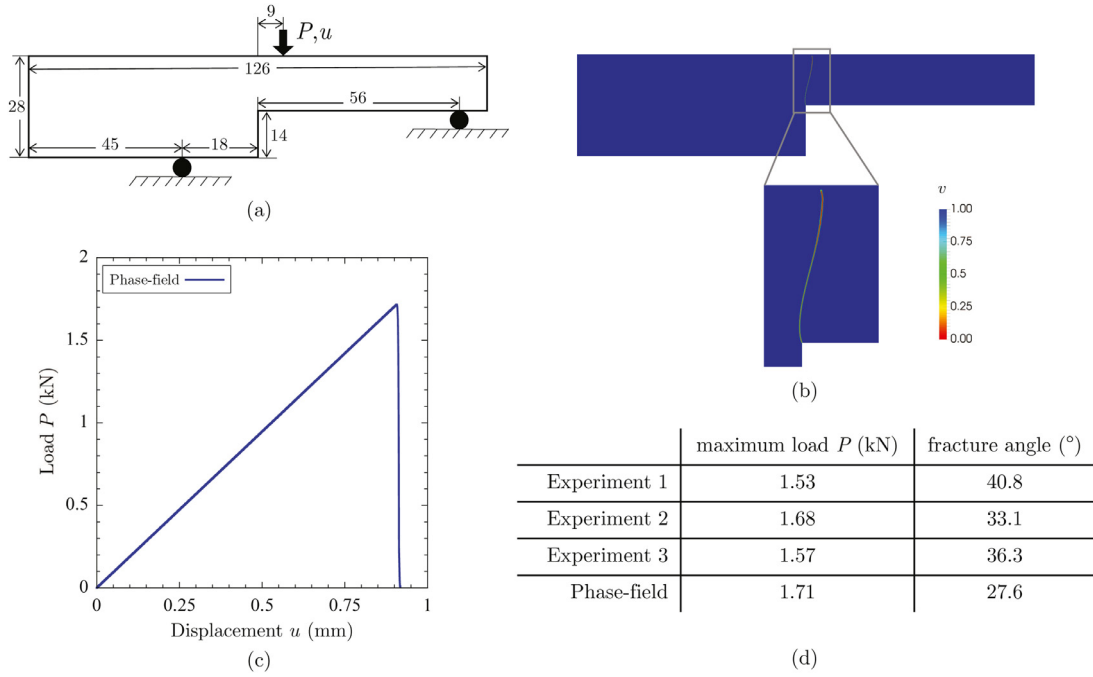 9
P, u
126
56
28
45
18
14
(a)
v
1.00
0.75
0.50
0.25
0.00
(b)
2
1.5
1
0.5
0
Load P (kN)
Phase-field
0
0.25
0.5
0.75
1
Displacement u (mm)
(c)
maximum load P (kN) fracture angle (°)
Experiment 1 1.53 40.8
Experiment 2 1.68 33.1
Experiment 3 1.57 36.3
Phase-field 1.71 27.6
(d)